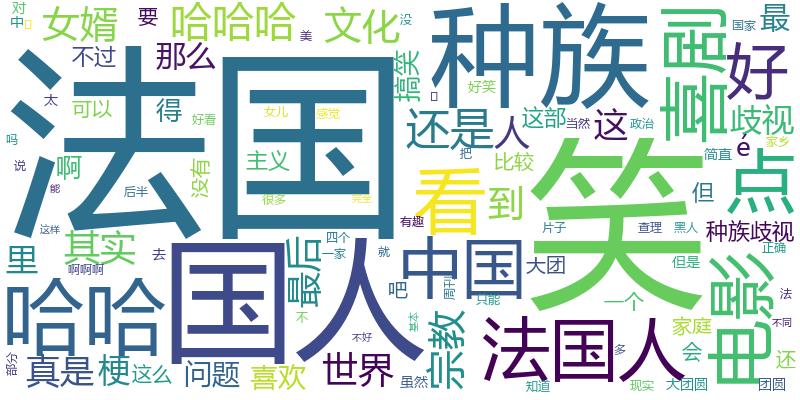 对 女婿 要 哈哈哈 文化 没 种族 喜剧 国家 最
中 不过 那么 美 搞笑 好
法国 太 可以 得 好看 女儿 感觉 好笑 还是 人 这部 当然 这 政治 歧视 é
吗 啊 没有 主义 看 到 把 比较 笑 简直 家乡 点
说 能 后半 很多 完全 但
里 其实 这样 啊啊啊 去 国人 最后 四个 一家 就 有趣 中国 片子 查理 黑人 种族歧视
大团 但是 正确 电影
哈哈 吧 周刊 只能 一个 法
不 基本 宗教 法国人 家庭 不同
部分 真是 梗 这么 问题 喜欢 世界 不好 虽然 知道 多 现实 会 大团圆 还 团圆